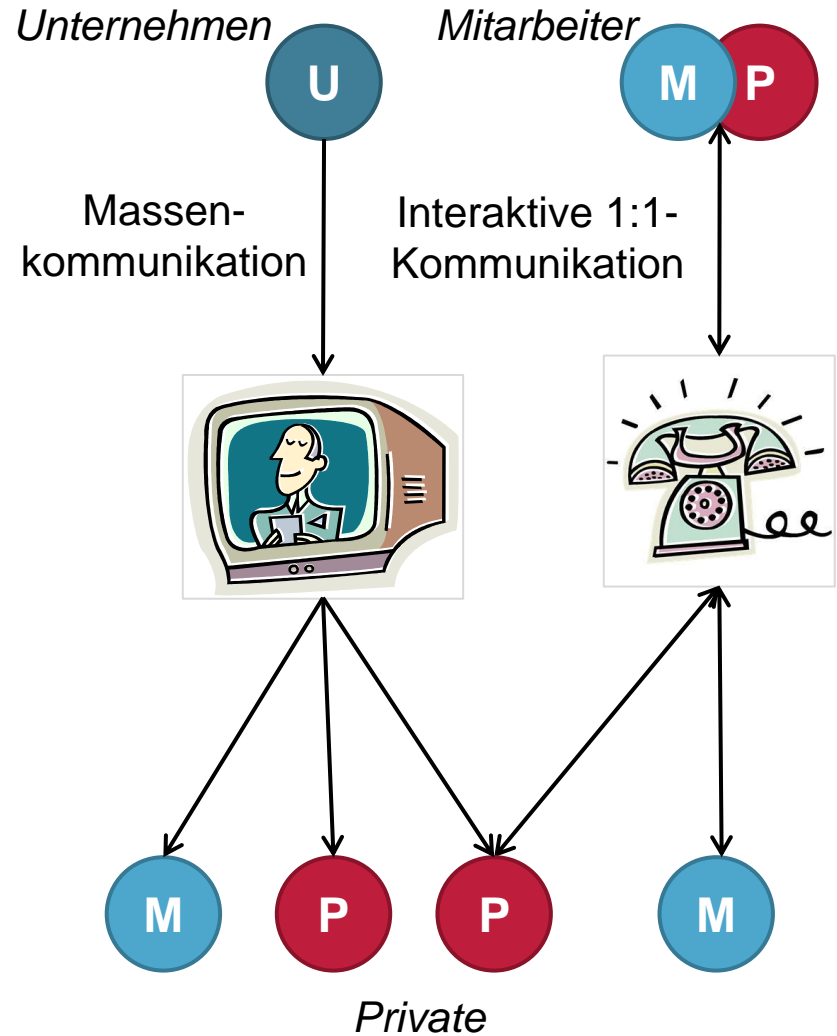 Unternehmen
Mitarbeiter
U
M
P
Massen-
kommunikation
Interaktive 1:1-
Kommunikation
M
P
P
M
Private